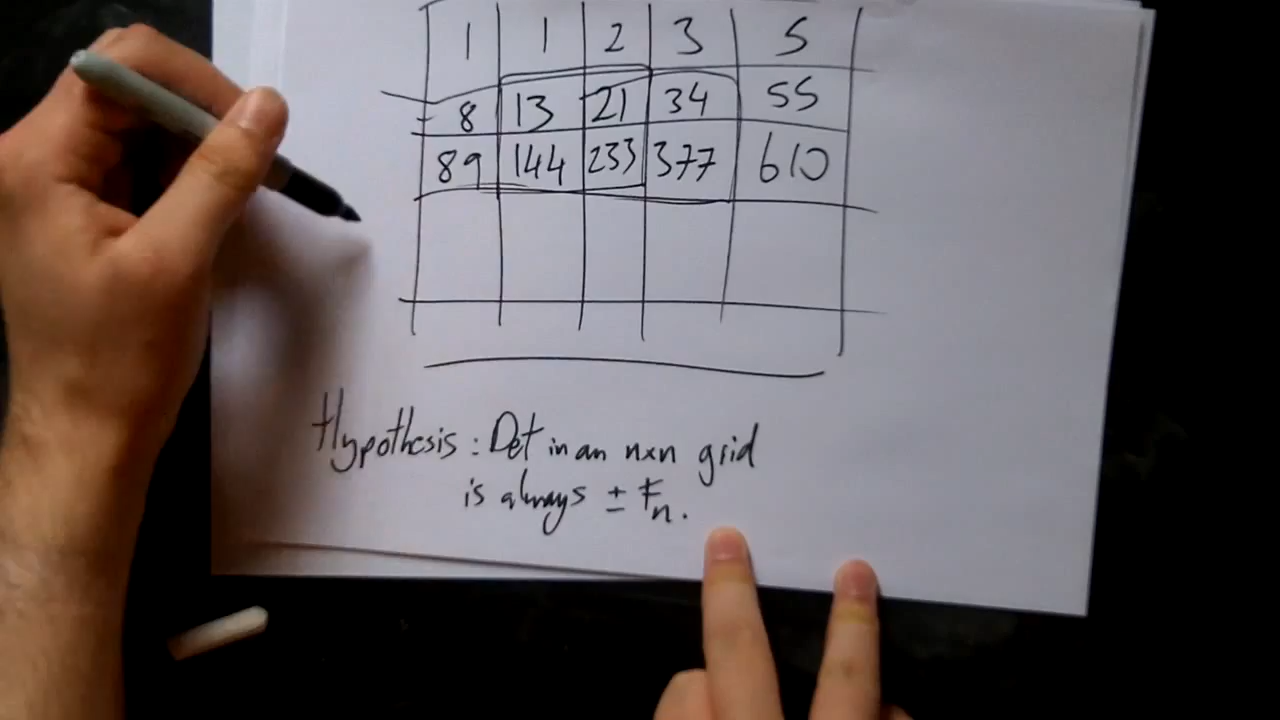 1 1 2 3 5
8 13 21 34 55
89 144 233 377 610
Hypothesis: Det in an n×n grid
is always ± Fn.